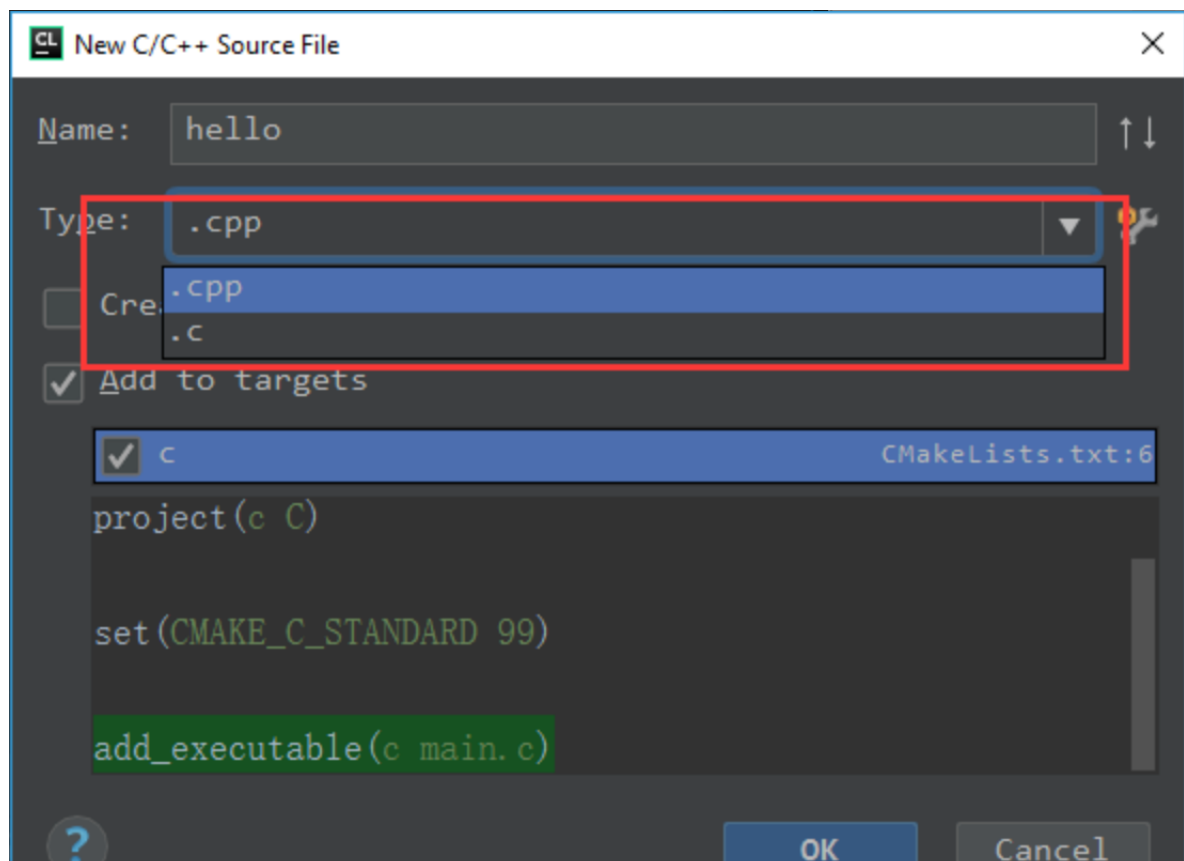 CL New C/C++ Source File
Name: hello
Type: .cpp
.cpp
Crea
.c
Add to targets
c CMakeLists.txt:6
project(c C)
set(CMAKE_C_STANDARD 99)
add_executable(c main.c)
? OK Cancel